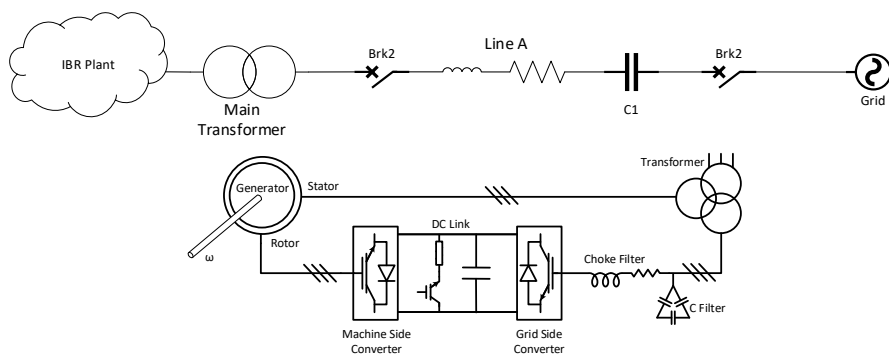 IBR Plant
Main
Transformer
Brk2
Line A
C1
Brk2
Grid
Generator
Stator
Rotor
ω
DC Link
Machine Side
Converter
Grid Side
Converter
Choke Filter
C Filter
Transformer